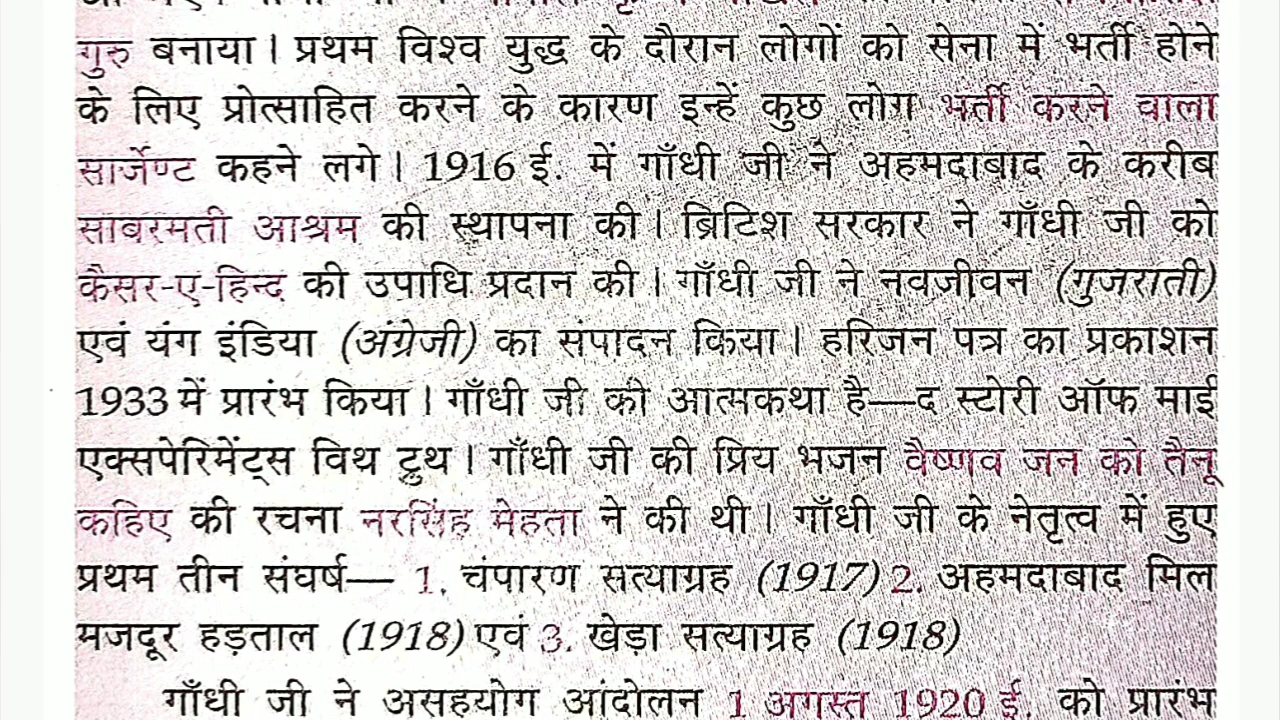 गुरु बनाया। प्रथम विश्व युद्ध के दौरान लोगों को सेना में भर्ती होने
के लिए प्रोत्साहित करने के कारण इन्हें कुछ लोग भर्ती करने वाला
सार्जेण्ट कहने लगे। 1916 ई. में गाँधी जी ने अहमदाबाद के करीब
साबरमती आश्रम की स्थापना की। ब्रिटिश सरकार ने गाँधी जी को
कैसर-ए-हिन्द की उपाधि प्रदान की। गाँधी जी ने नवजीवन (गुजराती)
एवं यंग इंडिया (अंग्रेजी) का संपादन किया। हरिजन पत्र का प्रकाशन
1933 में प्रारंभ किया। गाँधी जी की आत्मकथा है—द स्टोरी ऑफ माई
एक्सपेरिमेंट्स विथ ट्रुथ। गाँधी जी की प्रिय भजन वैष्णव जन को तैनू
कहिए की रचना नरसिंह मेहता ने की थी। गाँधी जी के नेतृत्व में हुए
प्रथम तीन संघर्ष— 1. चंपारण सत्याग्रह (1917) 2. अहमदाबाद मिल
मजदूर हड़ताल (1918) एवं 3. खेड़ा सत्याग्रह (1918)
गाँधी जी ने असहयोग आंदोलन 1 अगस्त 1920 ई. को प्रारंभ